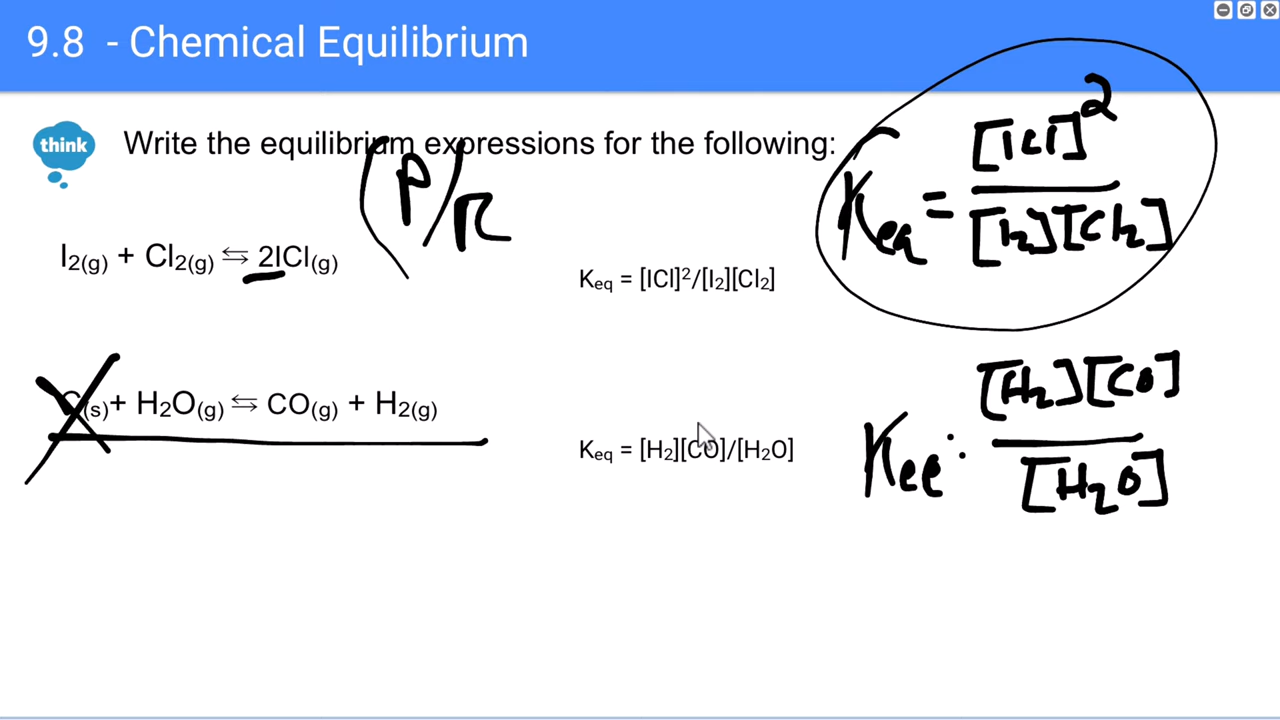 9.8 - Chemical Equilibrium
think
Write the equilibrium expressions for the following:
P/R
Keq = [ICl]²
[I₂][Cl₂]
I₂(g) + Cl₂(g) ⇆ 2ICl(g)
Keq = [ICl]²/[I₂][Cl₂]
C(s)+ H₂O(g) ⇆ CO(g) + H₂(g)
Keq = [H₂][CO]/[H₂O]
[H₂][CO]
Kee :
[H₂O]